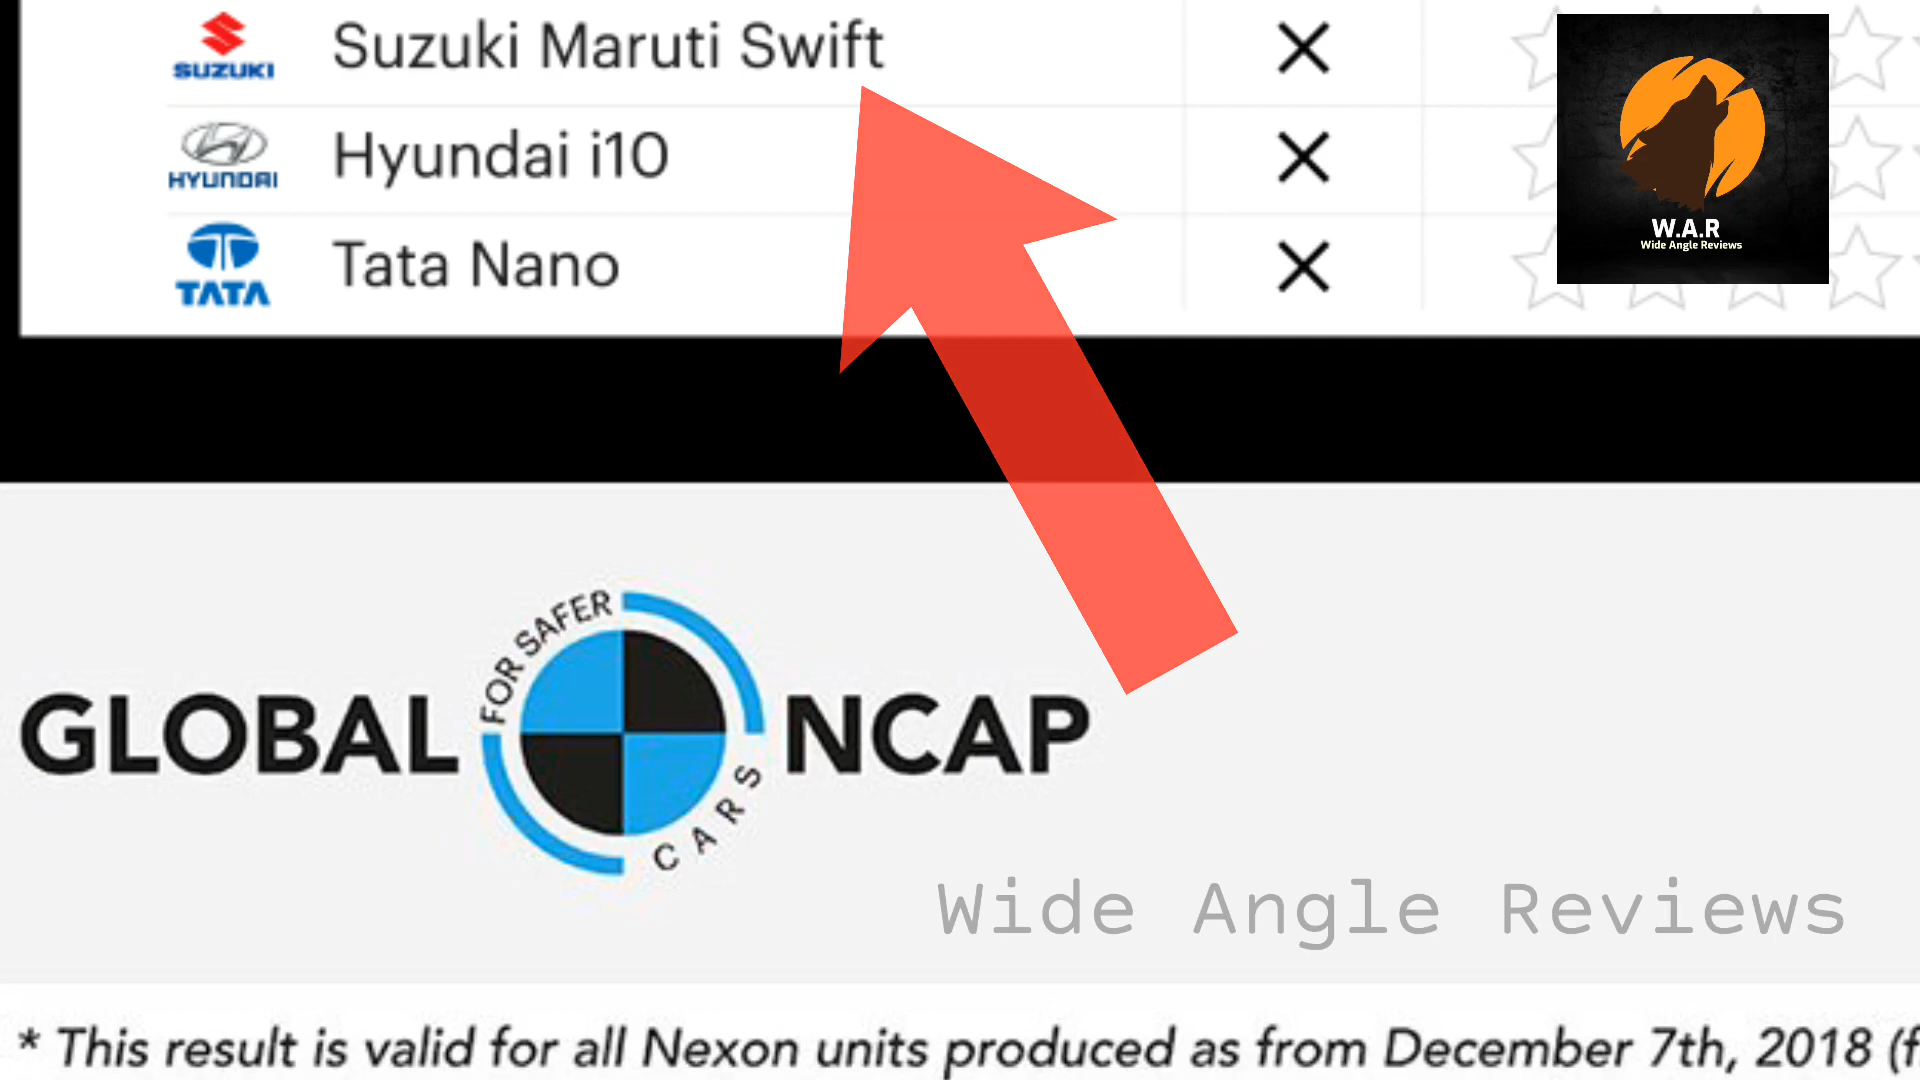 SUZUKI
Suzuki Maruti Swift
HYUNDAI
Hyundai i10
TATA
Tata Nano
W.A.R
Wide Angle Reviews
GLOBAL
FOR SAFER
CARS
NCAP
Wide Angle Reviews
* This result is valid for all Nexon units produced as from December 7th, 2018 (f